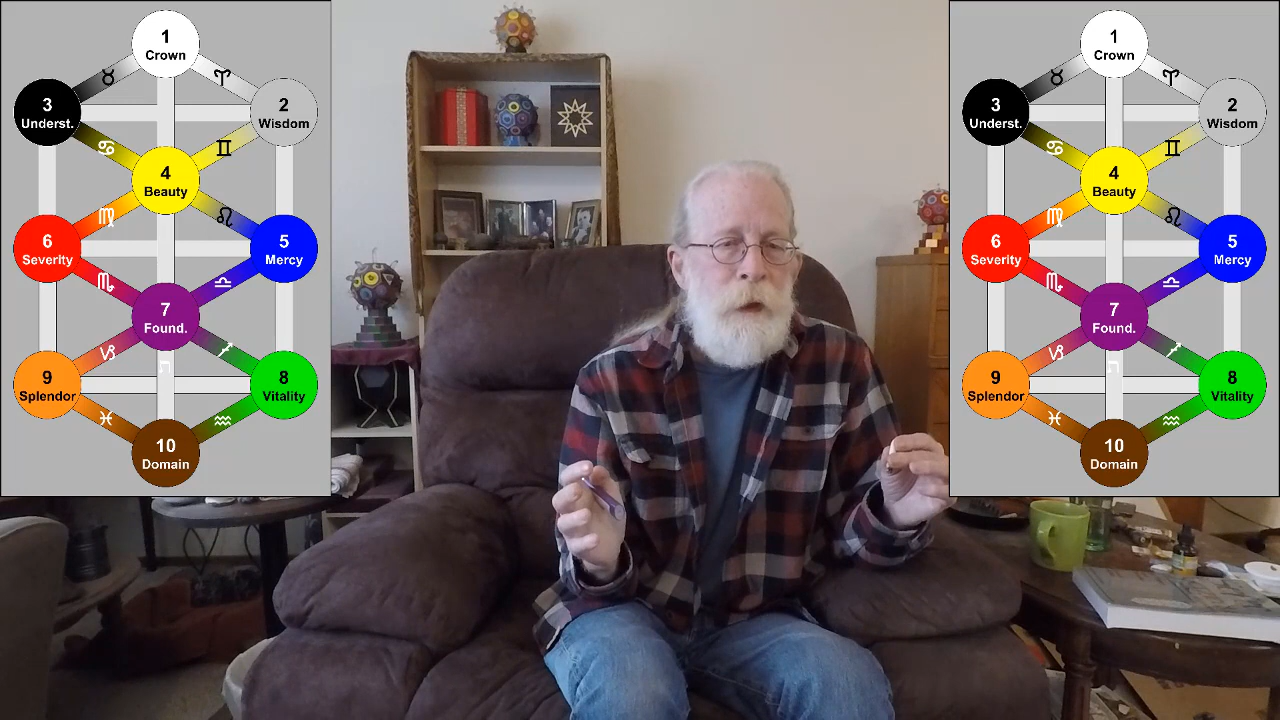 1
Crown
♉ ♈
3
Underst.
2
Wisdom
♋ ♊
4
Beauty
♍ ♌
6
Severity
5
Mercy
♏ ♎
7
Found.
♑ ♐
ת
9
Splendor
8
Vitality
♓ ♒
10
Domain
1
Crown
♉ ♈
3
Underst.
2
Wisdom
♋ ♊
4
Beauty
♍ ♌
6
Severity
5
Mercy
♏ ♎
7
Found.
♑ ♐
ת
9
Splendor
8
Vitality
♓ ♒
10
Domain